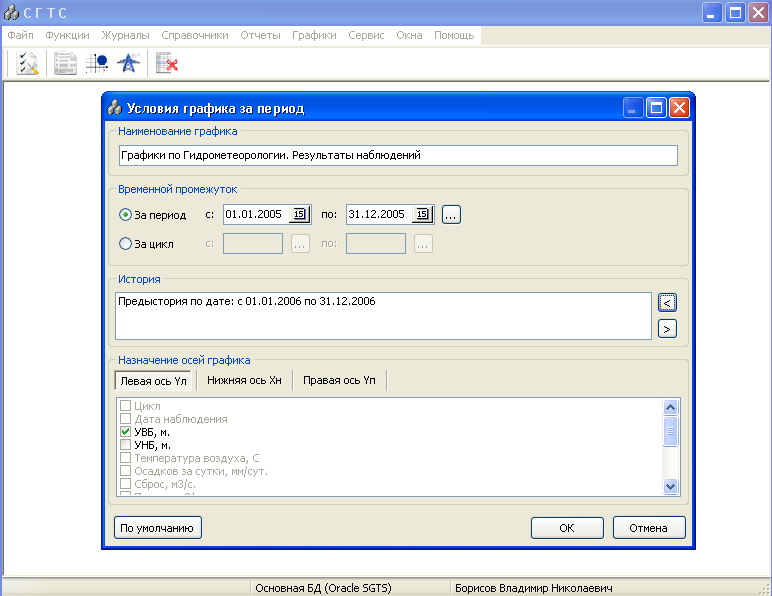 СГТС
Файл Функции Журналы Справочники Отчеты Графики Сервис Окна Помощь
Условия графика за период
Наименование графика
Графики по Гидрометеорологии. Результаты наблюдений
Временной промежуток
За период с: 01.01.2005 15 по: 31.12.2005 15 ...
За цикл с: ... по: ...
История
Предыстория по дате: с 01.01.2006 по 31.12.2006
<
>
Назначение осей графика
Левая ось Yл Нижняя ось Xн Правая ось Yп
Цикл
Дата наблюдения
УВБ, м.
УНБ, м.
Температура воздуха, С
Осадков за сутки, мм/сут.
Сброс, м3/с.
По умолчанию OK Отмена
Основная БД (Oracle SGTS) Борисов Владимир Николаевич